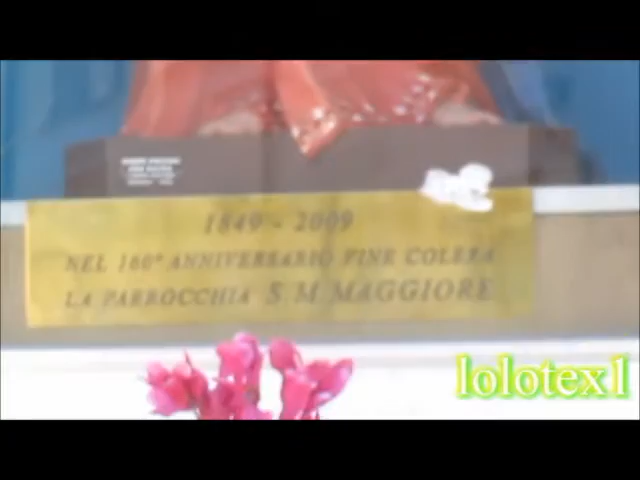 1849 - 2009
NEL 160° ANNIVERSARIO FINE COLERA
LA PARROCCHIA S. M. MAGGIORE
lolotex1